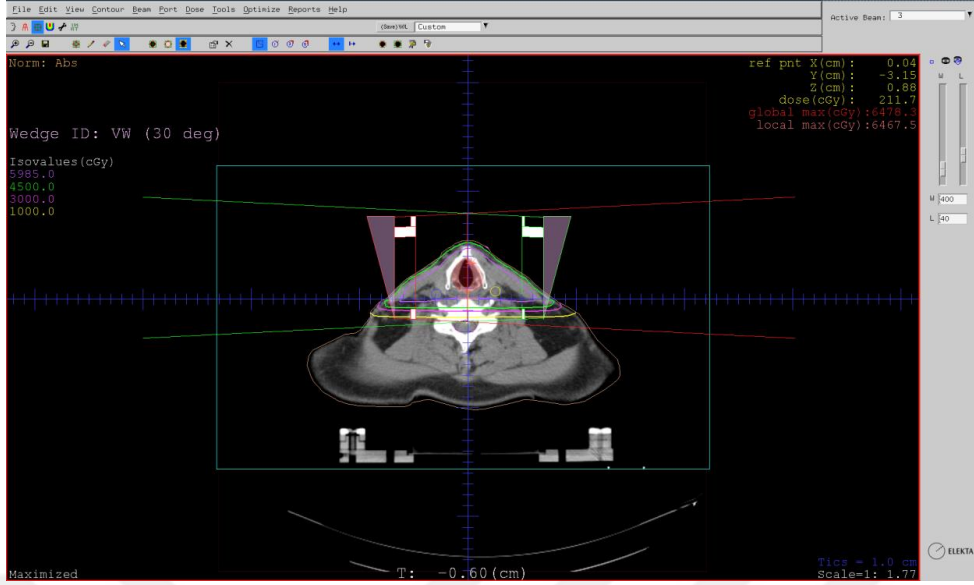 File Edit View Contour Beam Port Dose Tools Optimize Reports Help
Active Beam: 3
(Save) W/L Custom
Norm: Abs
ref pnt X(cm): 0.04
Y(cm): -3.15
Z(cm): 0.88
dose(cGy): 211.7
global max(cGy):6478.3
local max(cGy):6467.5
Wedge ID: VW (30 deg)
Isovalues(cGy)
5985.0
4500.0
3000.0
1000.0
W L
W 400
L 40
ELEKTA
Maximized
T: -0.60(cm)
Tics = 1.0 cm
Scale=1: 1.77